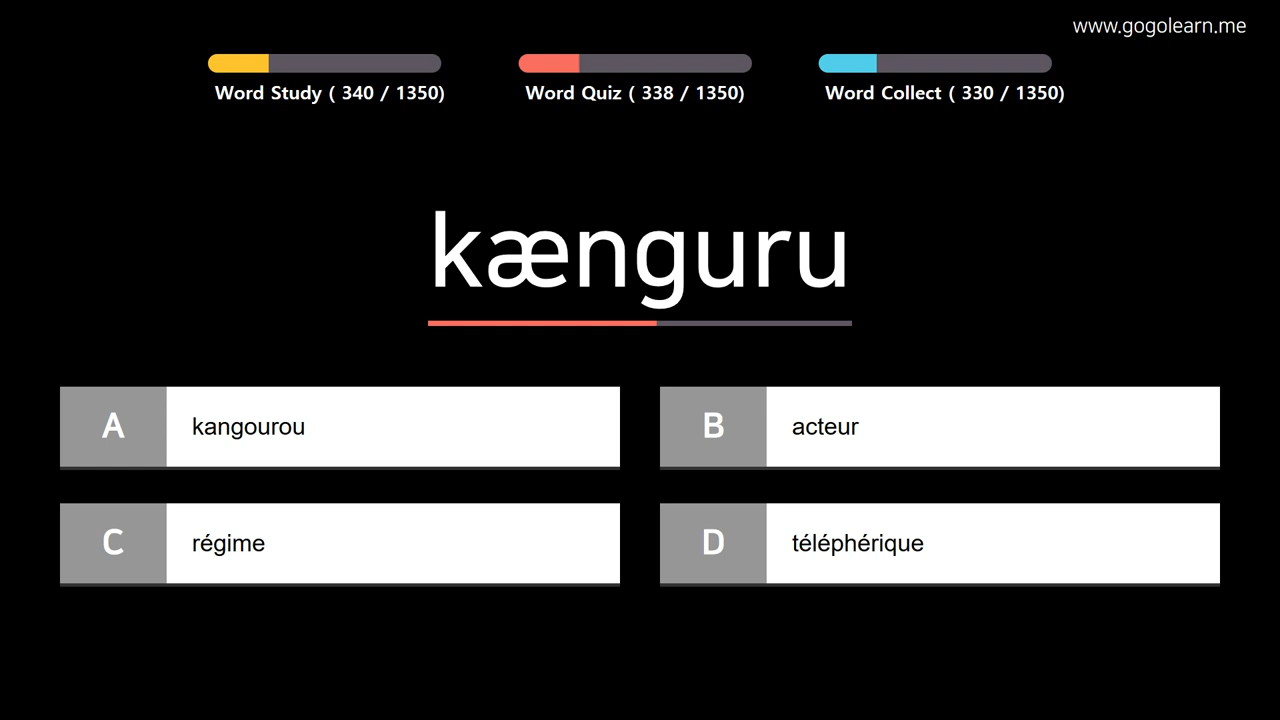 www.gogolearn.me
Word Study ( 340 / 1350)
Word Quiz ( 338 / 1350)
Word Collect ( 330 / 1350)
kænguru
A kangourou
B acteur
C régime
D téléphérique